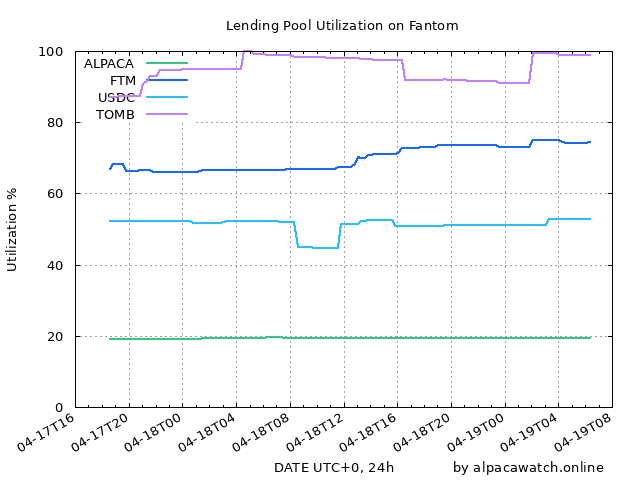 Lending Pool Utilization on Fantom
100
80
60
40
20
0
Utilization %
ALPACA
FTM
USDC
TOMB
04-17T16
04-17T20
04-18T00
04-18T04
04-18T08
04-18T12
04-18T16
04-18T20
04-19T00
04-19T04
04-19T08
DATE UTC+0, 24h
by alpacawatch.online